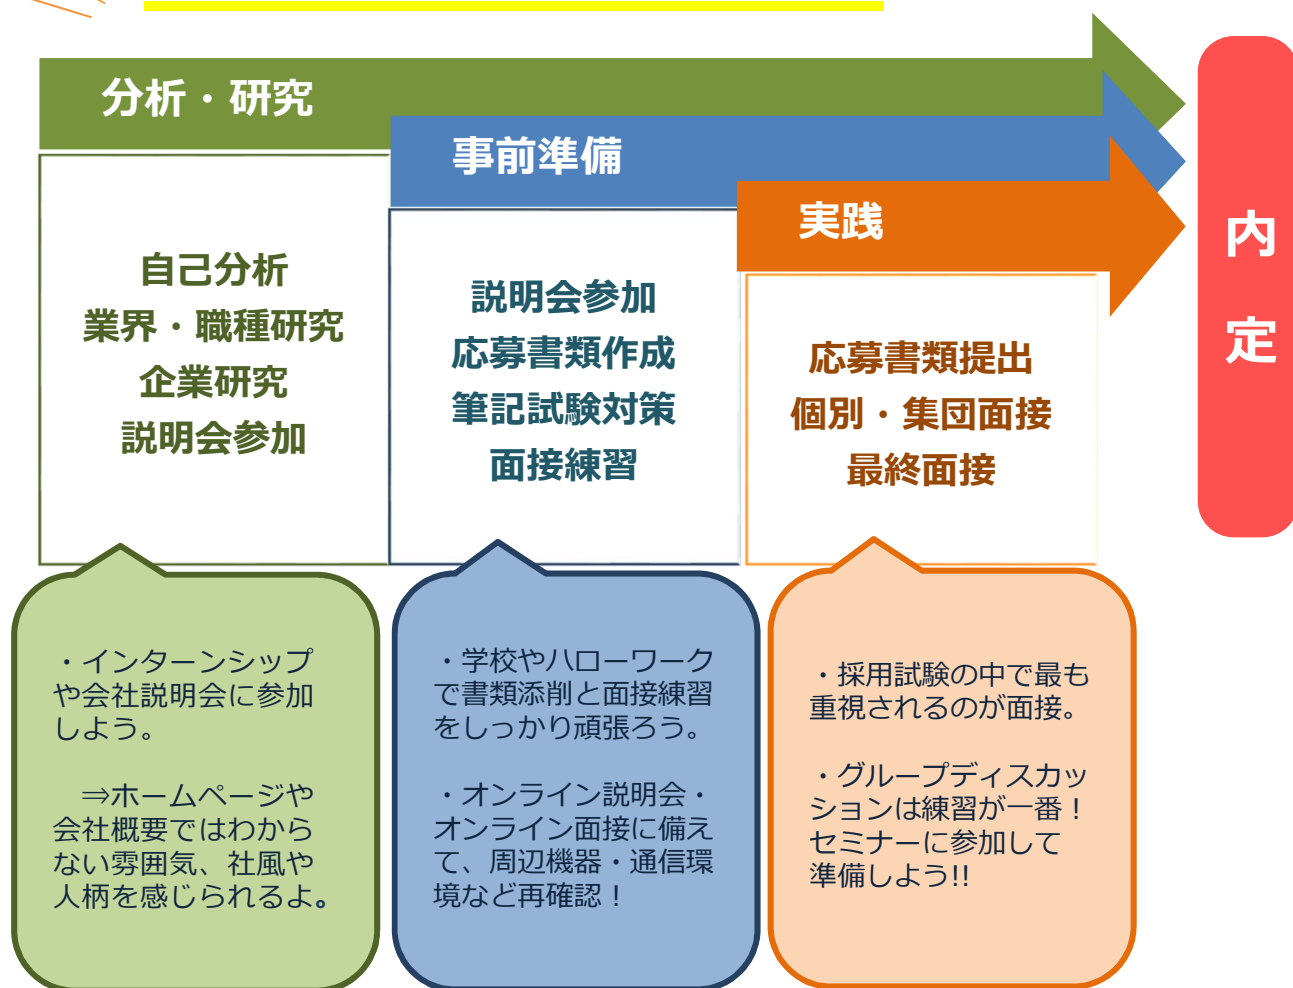 分析・研究
事前準備
実践
内
定
自己分析
業界・職種研究
企業研究
説明会参加
説明会参加
応募書類作成
筆記試験対策
面接練習
応募書類提出
個別・集団面接
最終面接
・インターンシップ
や会社説明会に参加
しよう。
⇒ホームページや
会社概要ではわから
ない雰囲気、社風や
人柄を感じられるよ。
・学校やハローワーク
で書類添削と面接練習
をしっかり頑張ろう。
・オンライン説明会・
オンライン面接に備え
て、周辺機器・通信環
境など再確認！
・採用試験の中で最も
重視されるのが面接。
・グループディスカッ
ションは練習が一番！
セミナーに参加して
準備しよう!!